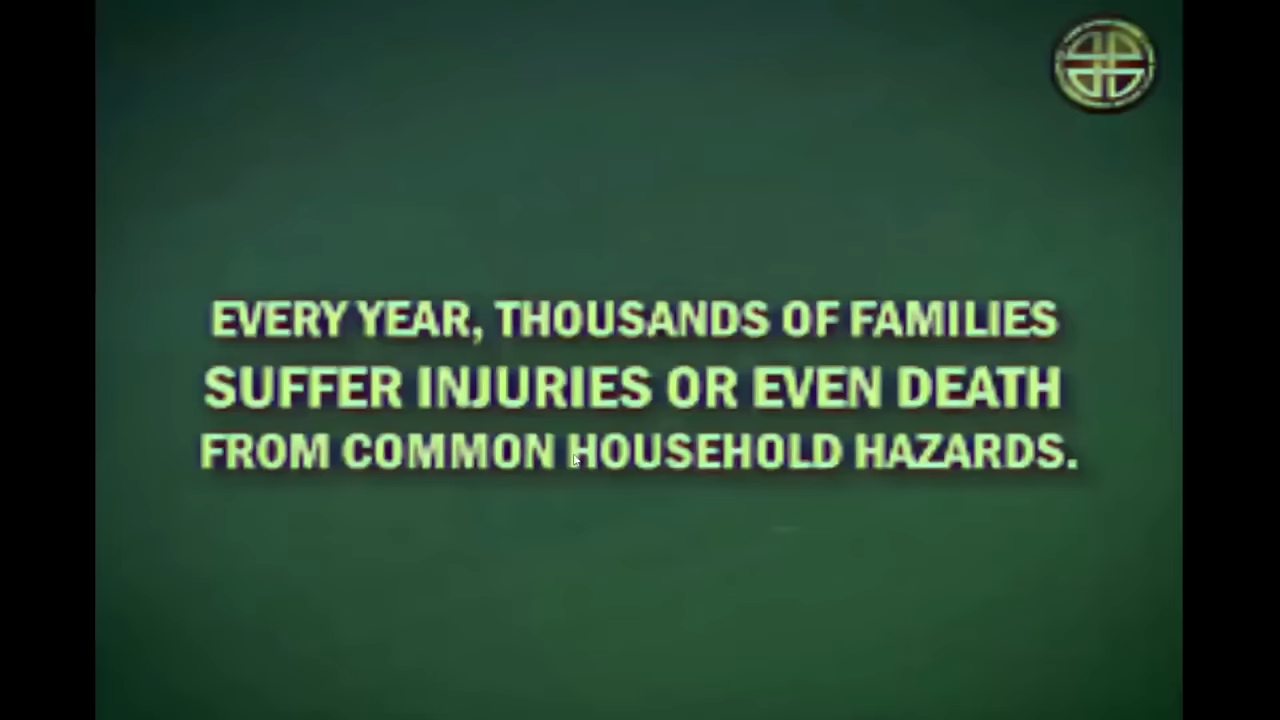 EVERY YEAR, THOUSANDS OF FAMILIES
SUFFER INJURIES OR EVEN DEATH
FROM COMMON HOUSEHOLD HAZARDS.